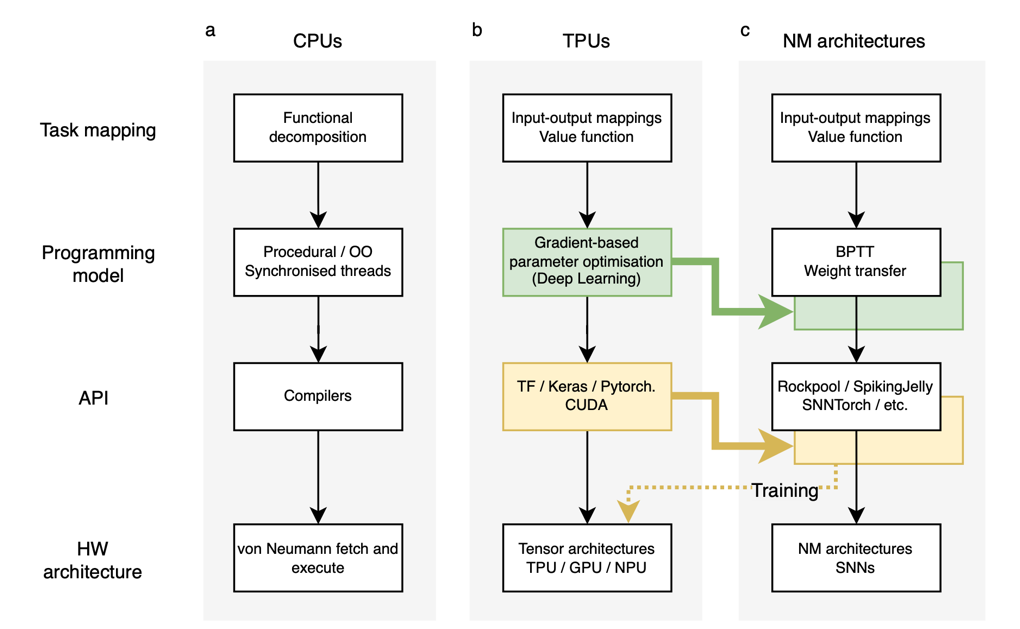 a
CPUs
b
TPUs
c
NM architectures
Task mapping
Functional
decomposition
Input-output mappings
Value function
Input-output mappings
Value function
Programming
model
Procedural / OO
Synchronised threads
Gradient-based
parameter optimisation
(Deep Learning)
BPTT
Weight transfer
API
Compilers
TF / Keras / Pytorch.
CUDA
Rockpool / SpikingJelly
SNNTorch / etc.
Training
HW
architecture
von Neumann fetch and
execute
Tensor architectures
TPU / GPU / NPU
NM architectures
SNNs